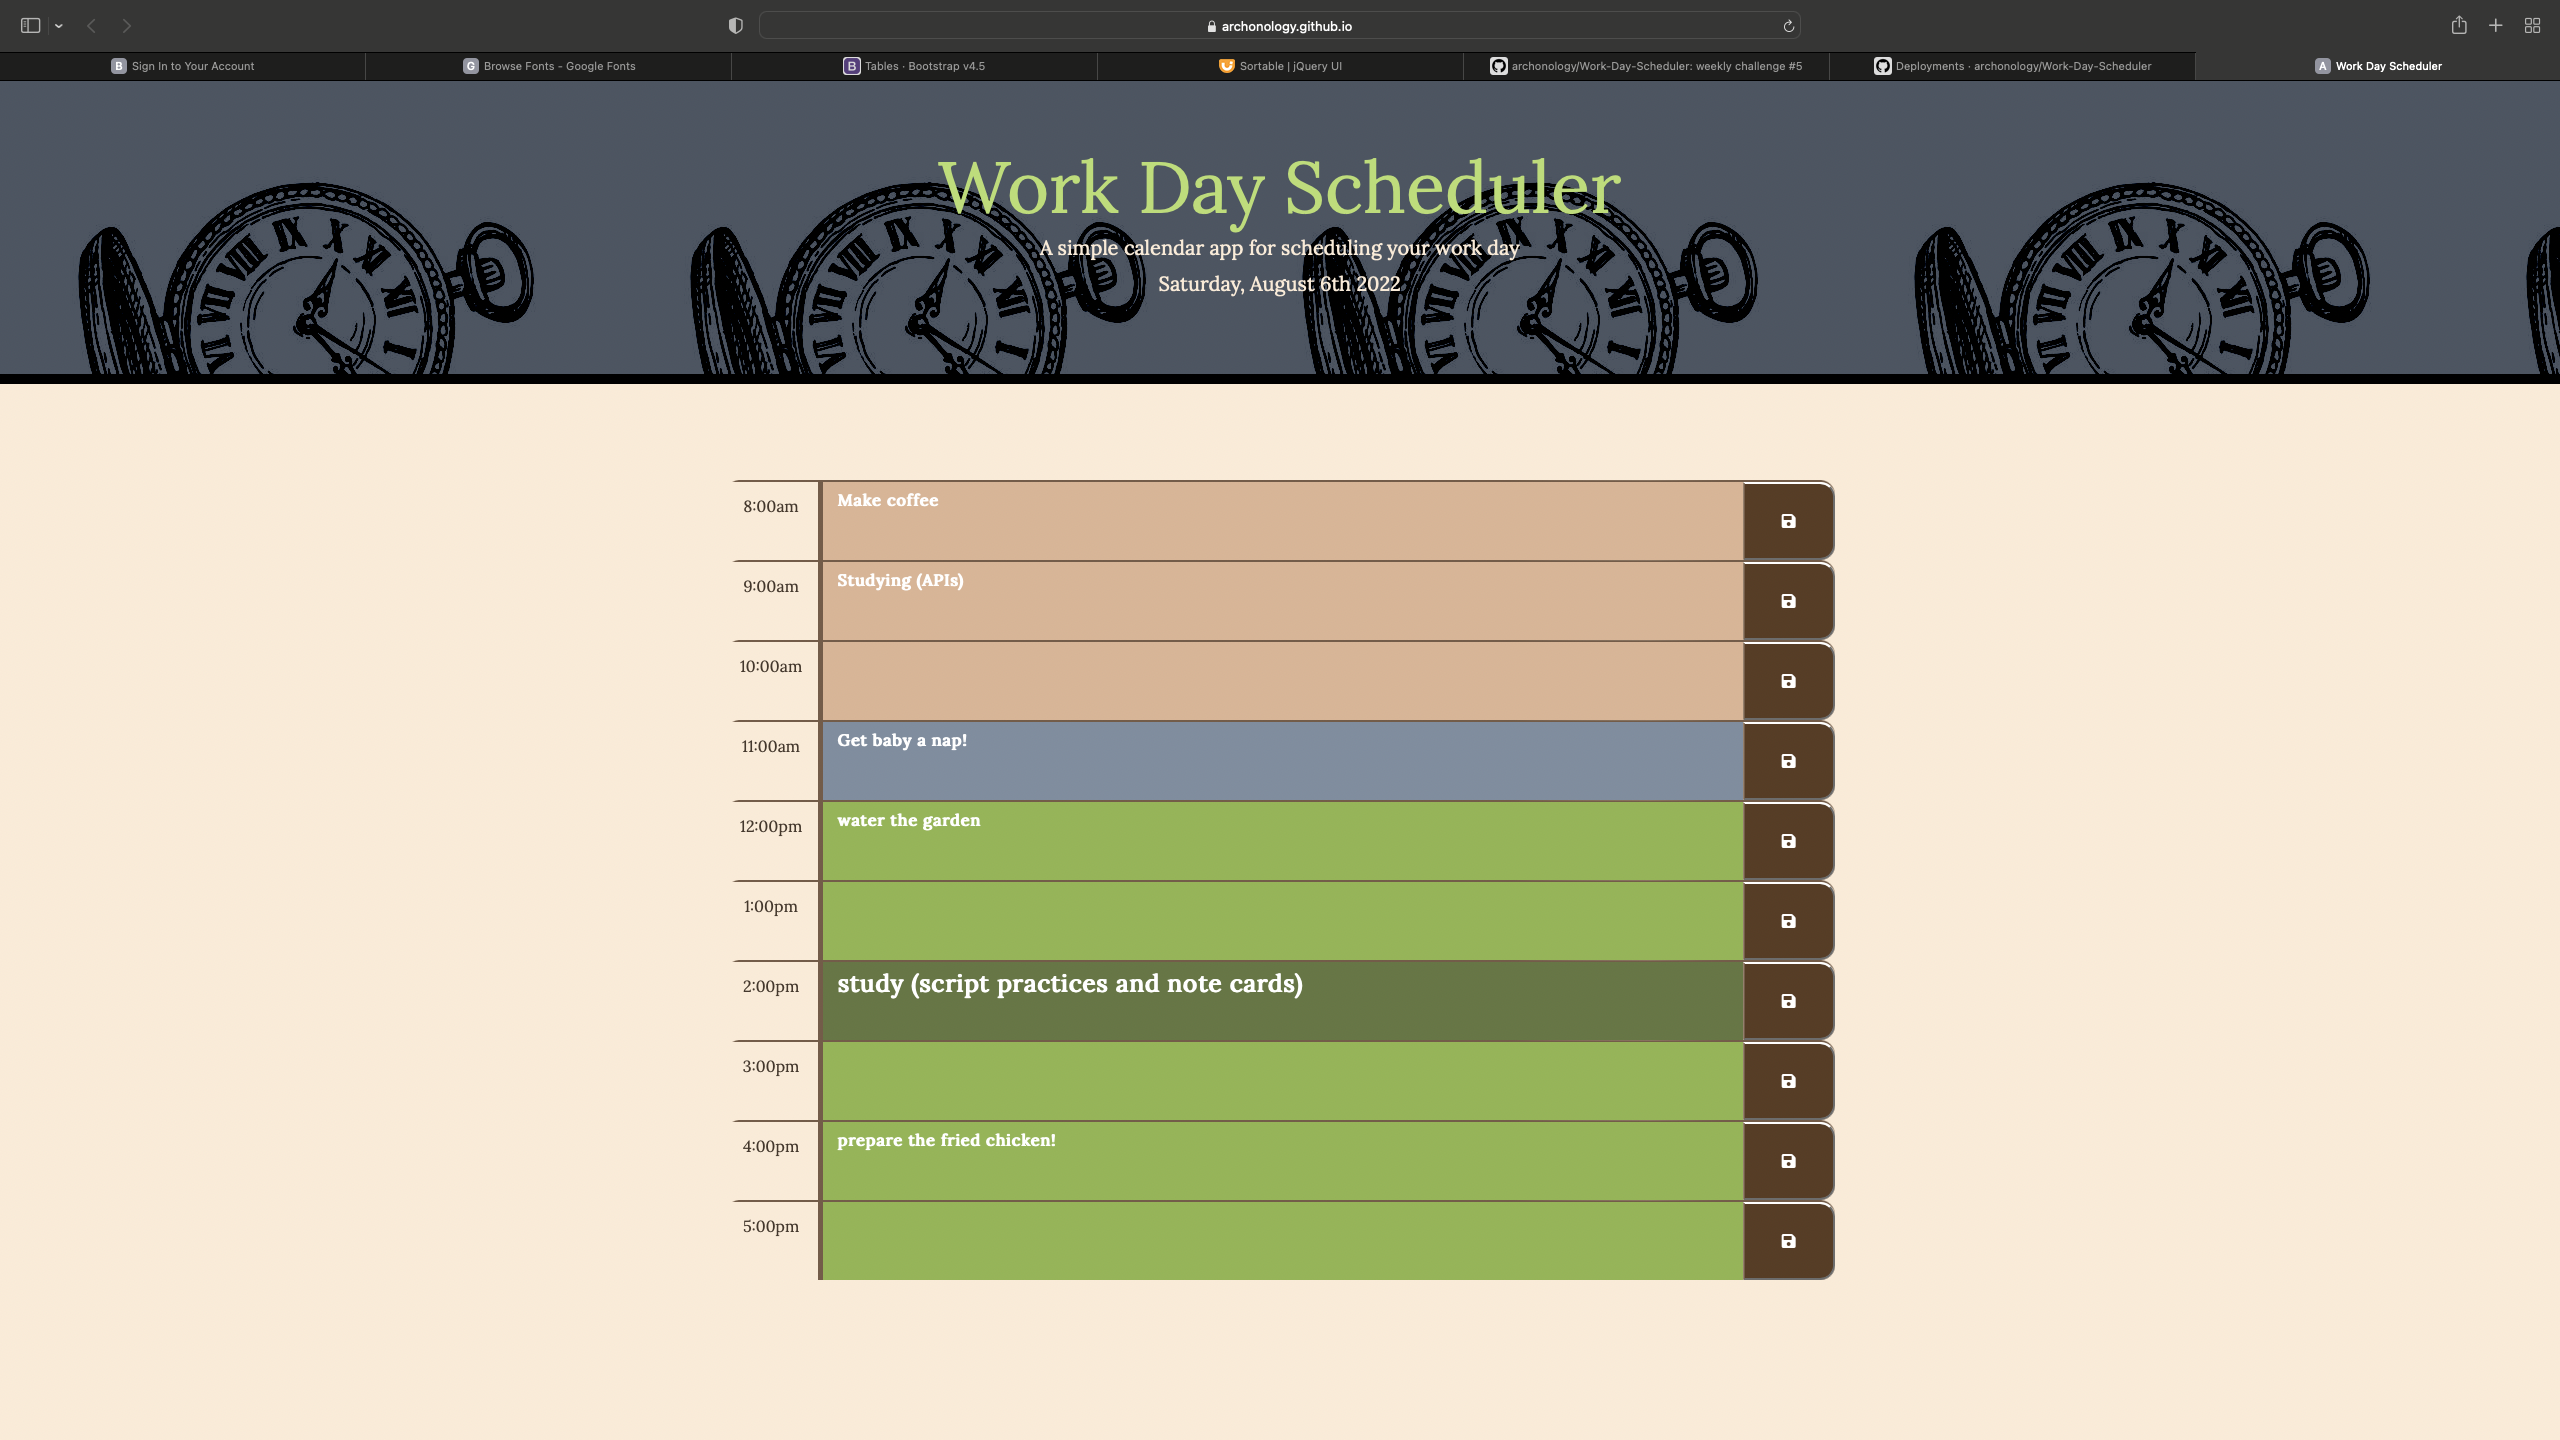 archonology.github.io
B Sign In to Your Account
G Browse Fonts - Google Fonts
B Tables · Bootstrap v4.5
Sortable | jQuery UI
archonology/Work-Day-Scheduler: weekly challenge #5
Deployments · archonology/Work-Day-Scheduler
A Work Day Scheduler
Work Day Scheduler
A simple calendar app for scheduling your work day
Saturday, August 6th 2022
8:00am Make coffee
9:00am Studying (APIs)
10:00am
11:00am Get baby a nap!
12:00pm water the garden
1:00pm
2:00pm study (script practices and note cards)
3:00pm
4:00pm prepare the fried chicken!
5:00pm